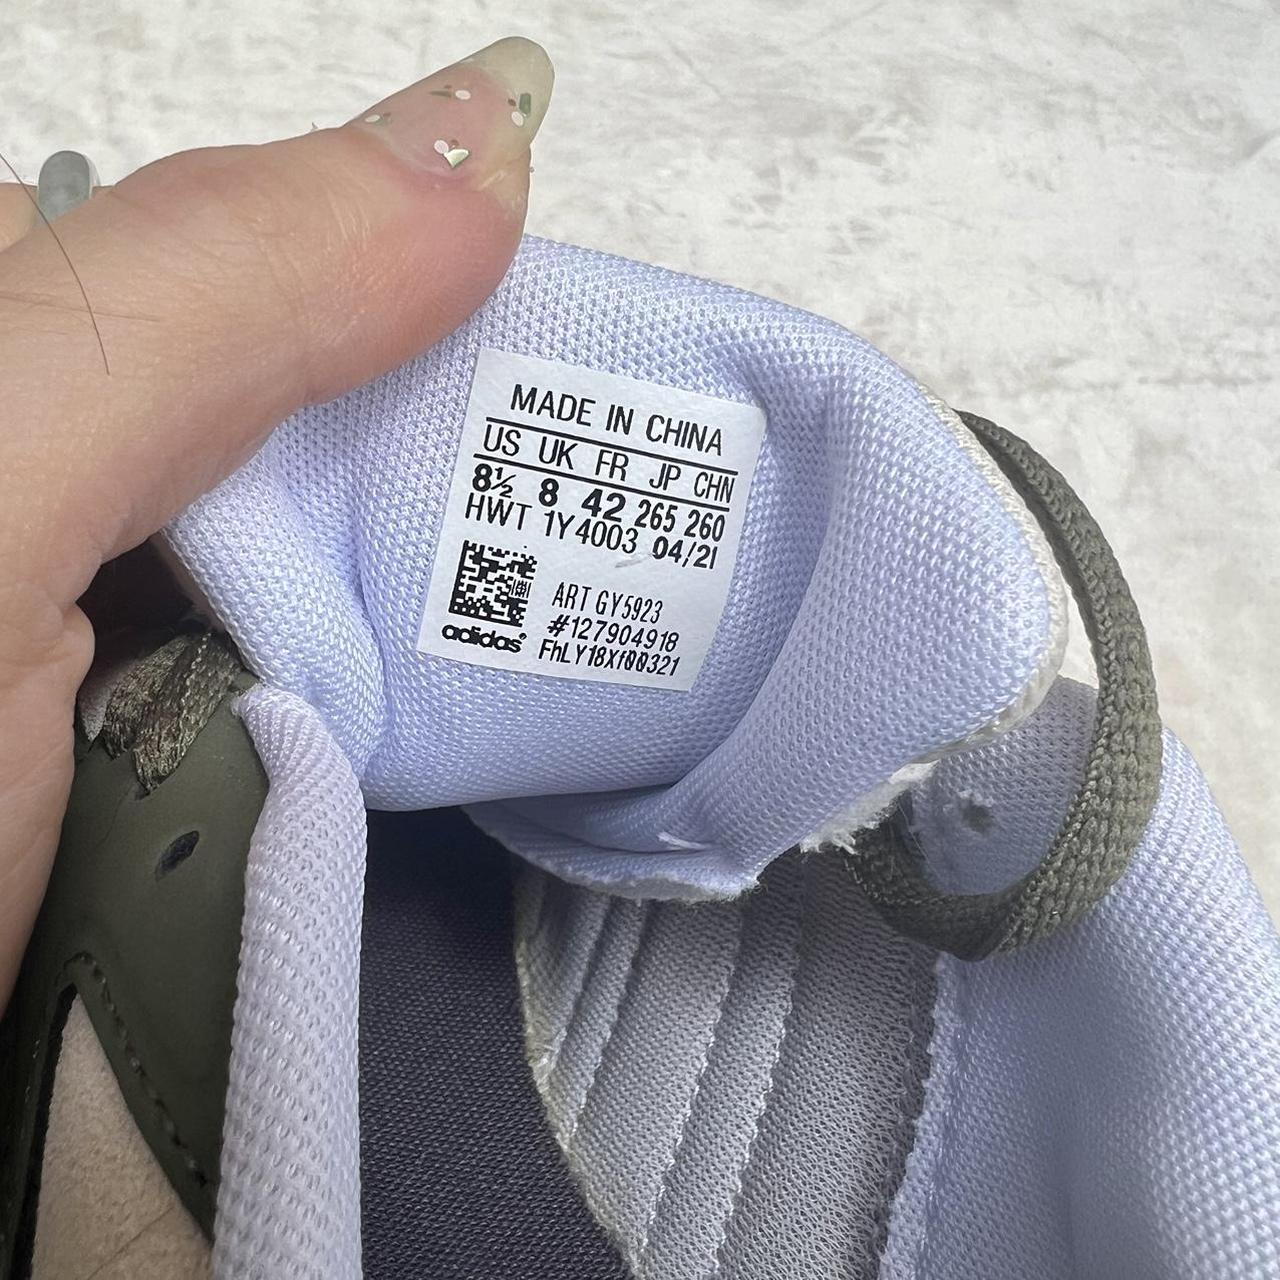 MADE IN CHINA
US UK FR JP CHN
8½ 8 42 265 260
HWT 1Y4003 04/21
ART GY5923
#127904918
adidas FhLY18Xf00321